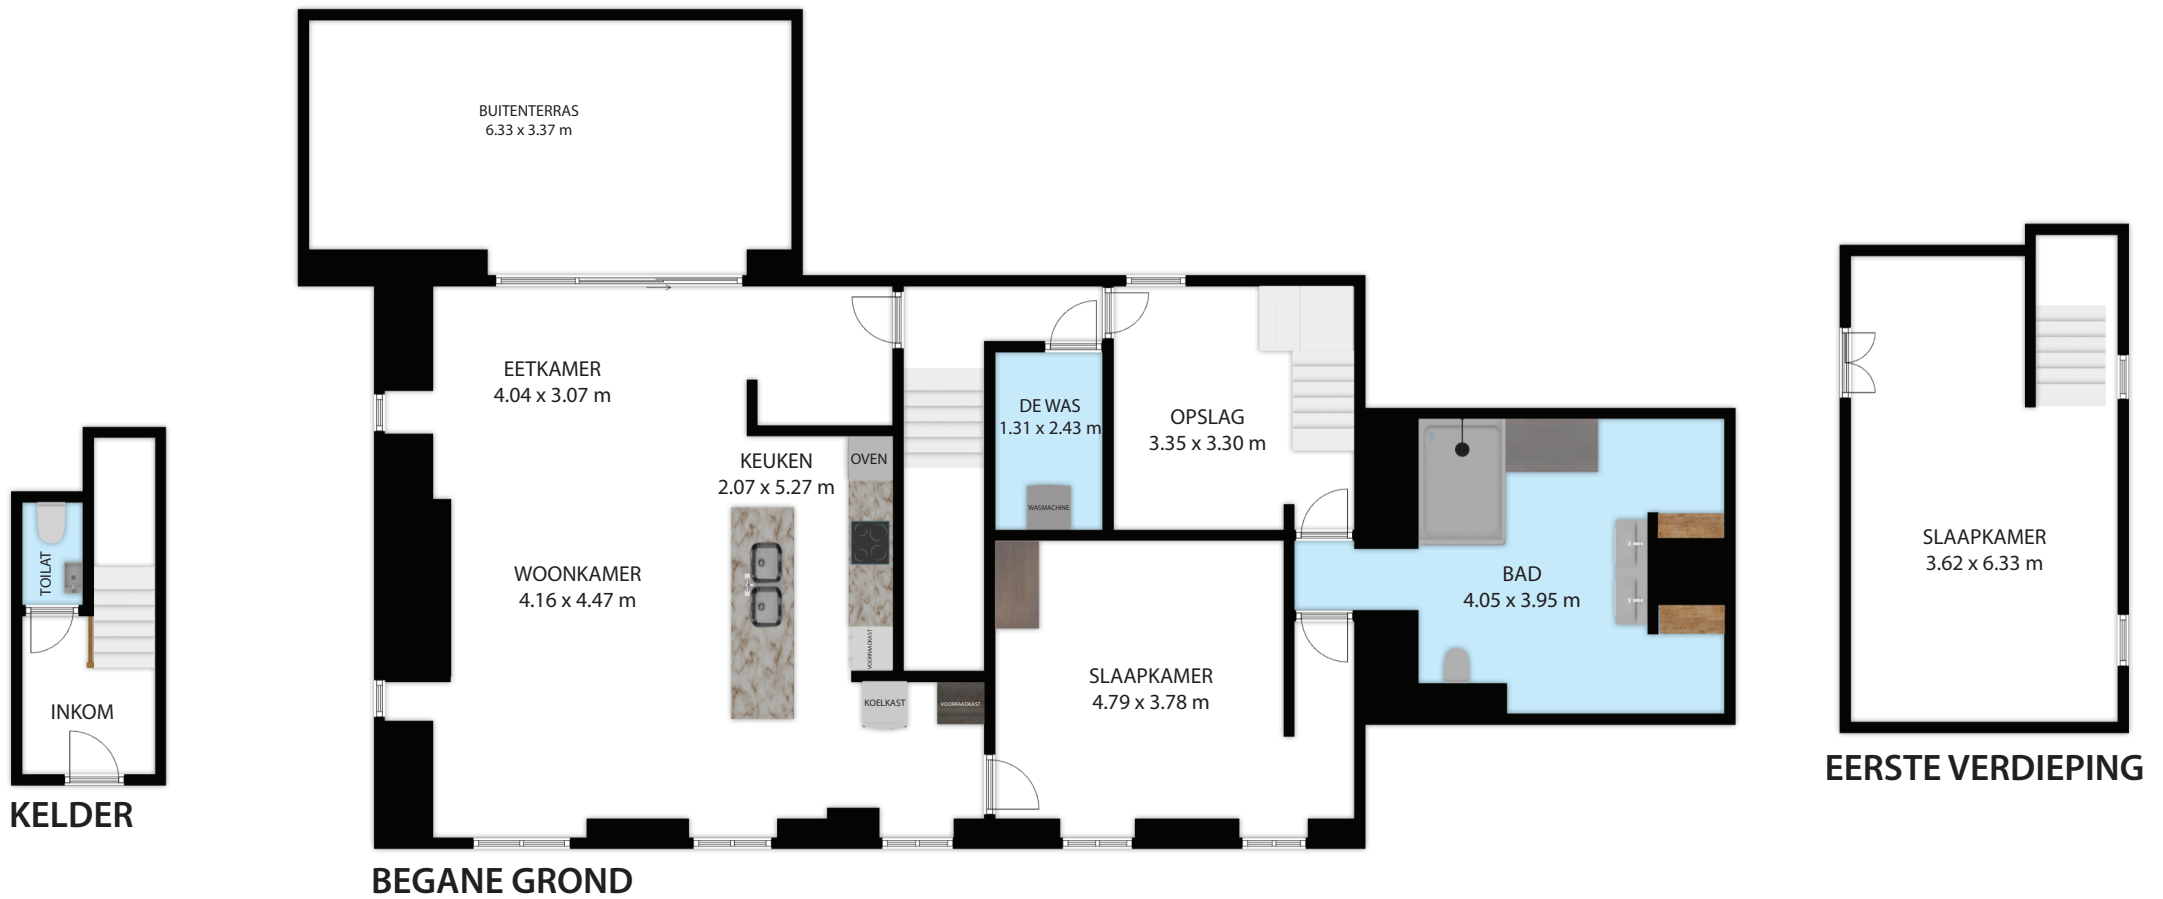 BUITENTERRAS
6.33 x 3.37 m
EETKAMER
4.04 x 3.07 m
KEUKEN
2.07 x 5.27 m
OVEN
VOORRAADKAST
KOELKAST
VOORRAADKAST
WOONKAMER
4.16 x 4.47 m
DE WAS
1.31 x 2.43 m
WASMACHINE
OPSLAG
3.35 x 3.30 m
SLAAPKAMER
4.79 x 3.78 m
BAD
4.05 x 3.95 m
BEGANE GROND
TOILAT
INKOM
KELDER
SLAAPKAMER
3.62 x 6.33 m
EERSTE VERDIEPING